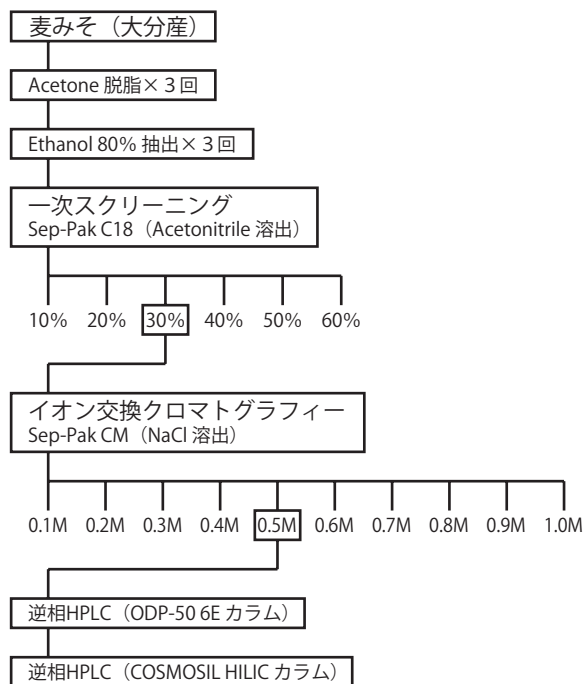 麦みそ（大分産）
Acetone 脱脂×３回
Ethanol 80% 抽出×３回
一次スクリーニング
Sep-Pak C18（Acetonitrile 溶出）
10% 20% 30% 40% 50% 60%
イオン交換クロマトグラフィー
Sep-Pak CM（NaCl 溶出）
0.1M 0.2M 0.3M 0.4M 0.5M 0.6M 0.7M 0.8M 0.9M 1.0M
逆相HPLC（ODP-50 6E カラム）
逆相HPLC（COSMOSIL HILIC カラム）